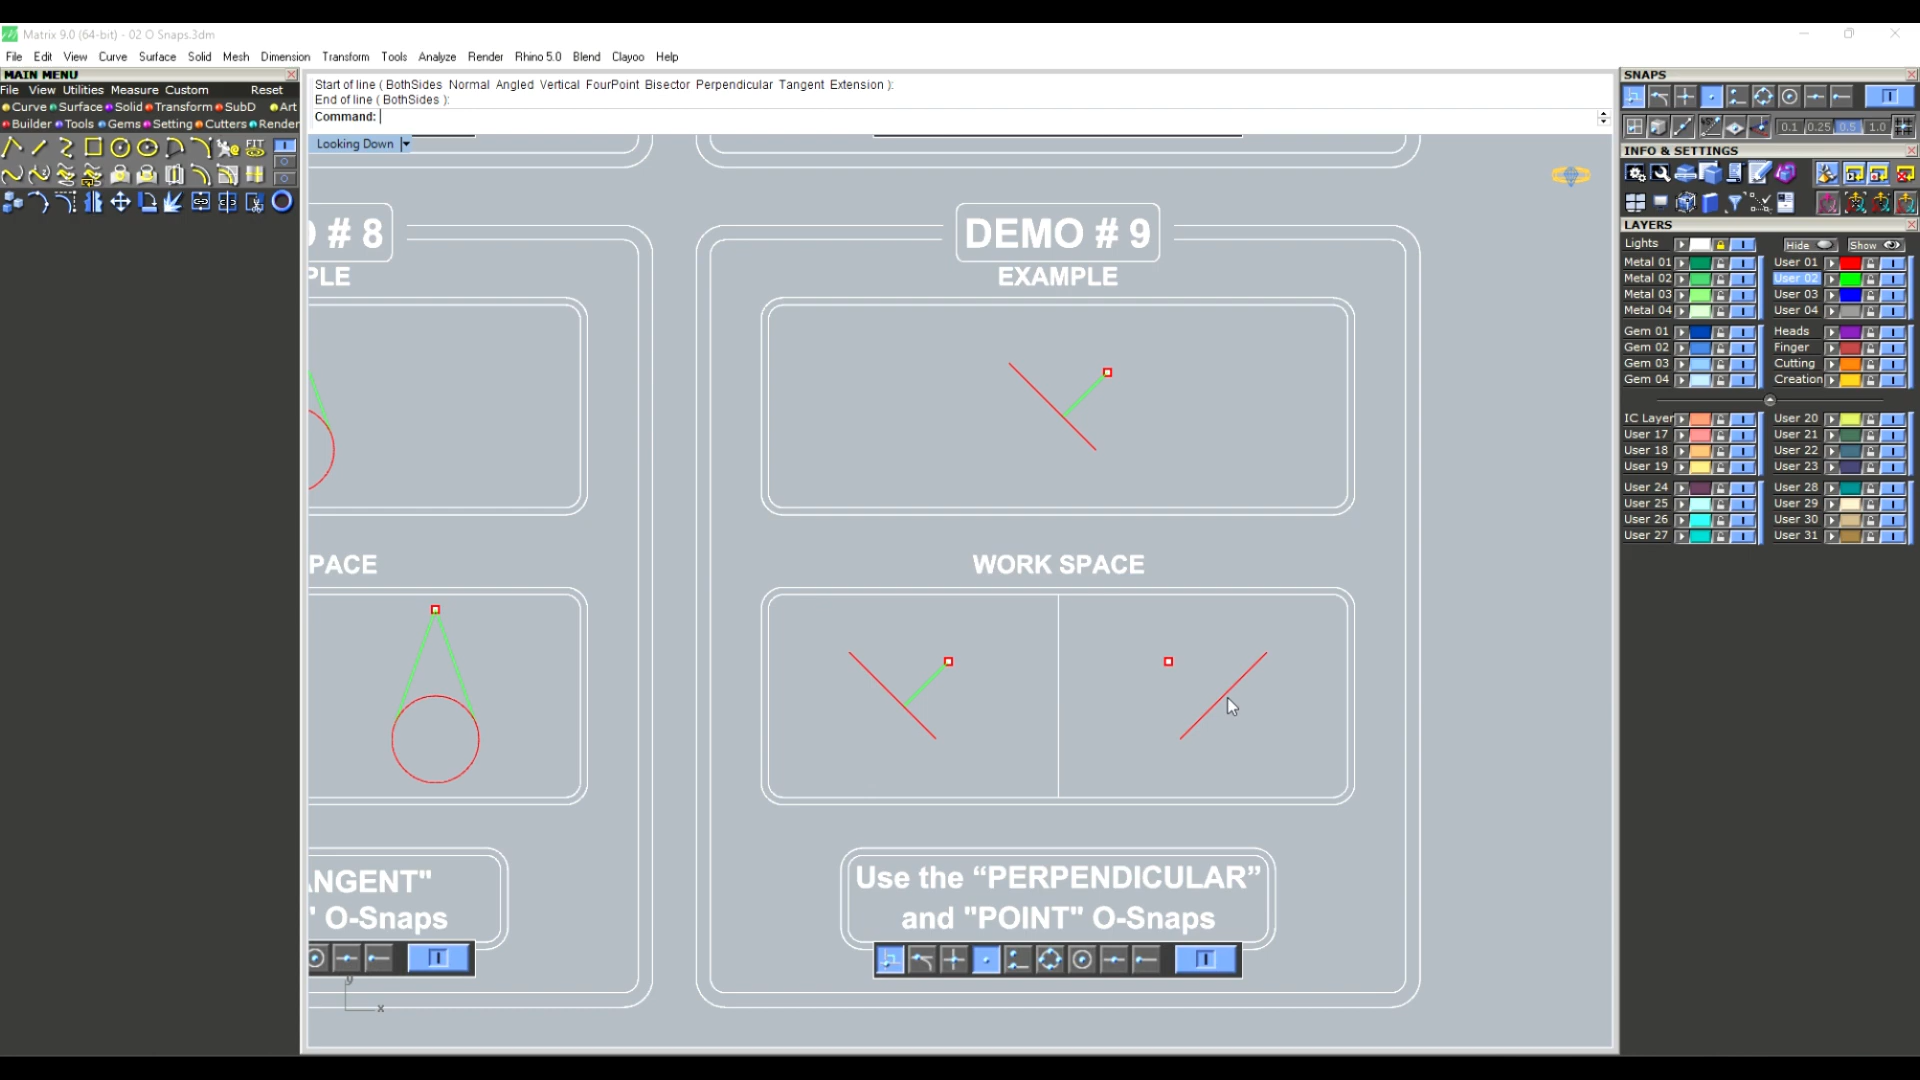 Matrix 9.0 (64-bit) - 02 O Snaps.3dm
File Edit View Curve Surface Solid Mesh Dimension Transform Tools Analyze Render Rhino 5.0 Blend Clayoo Help
MAIN MENU
File View Utilities Measure Custom Reset
Curve Surface Solid Transform SubD Art
Builder Tools Gems Setting Cutters Render
FIT
Start of line ( BothSides Normal Angled Vertical FourPoint Bisector Perpendicular Tangent Extension ):
End of line ( BothSides ):
Command:
Looking Down
# 8
PLE
PACE
ANGENT"
" O-Snaps
y
x
DEMO # 9
EXAMPLE
WORK SPACE
Use the “PERPENDICULAR”
and "POINT" O-Snaps
SNAPS
0.1 0.25 0.5 1.0
INFO & SETTINGS
LAYERS
Lights Hide Show
Metal 01 User 01
Metal 02 User 02
Metal 03 User 03
Metal 04 User 04
Gem 01 Heads
Gem 02 Finger
Gem 03 Cutting
Gem 04 Creation
IC Layer User 20
User 17 User 21
User 18 User 22
User 19 User 23
User 24 User 28
User 25 User 29
User 26 User 30
User 27 User 31